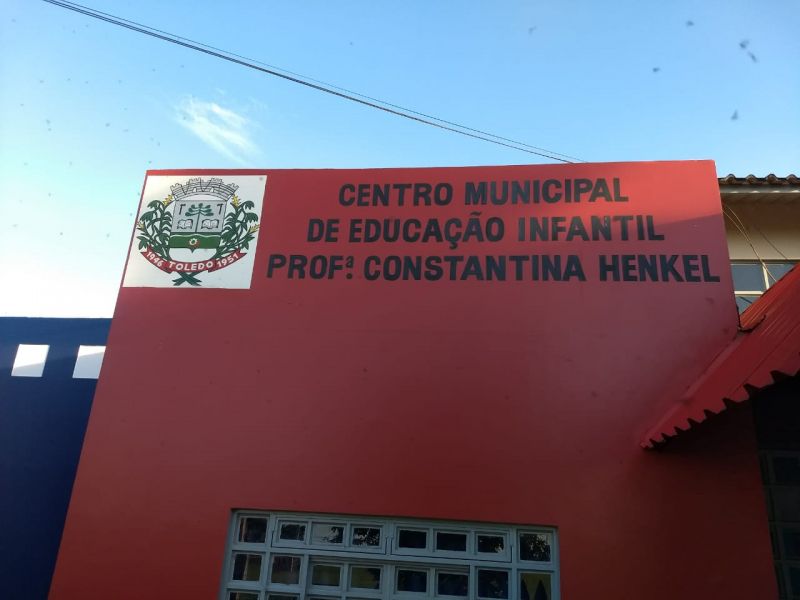 CENTRO MUNICIPAL
DE EDUCAÇÃO INFANTIL
PROFª. CONSTANTINA HENKEL
1946 TOLEDO 1951